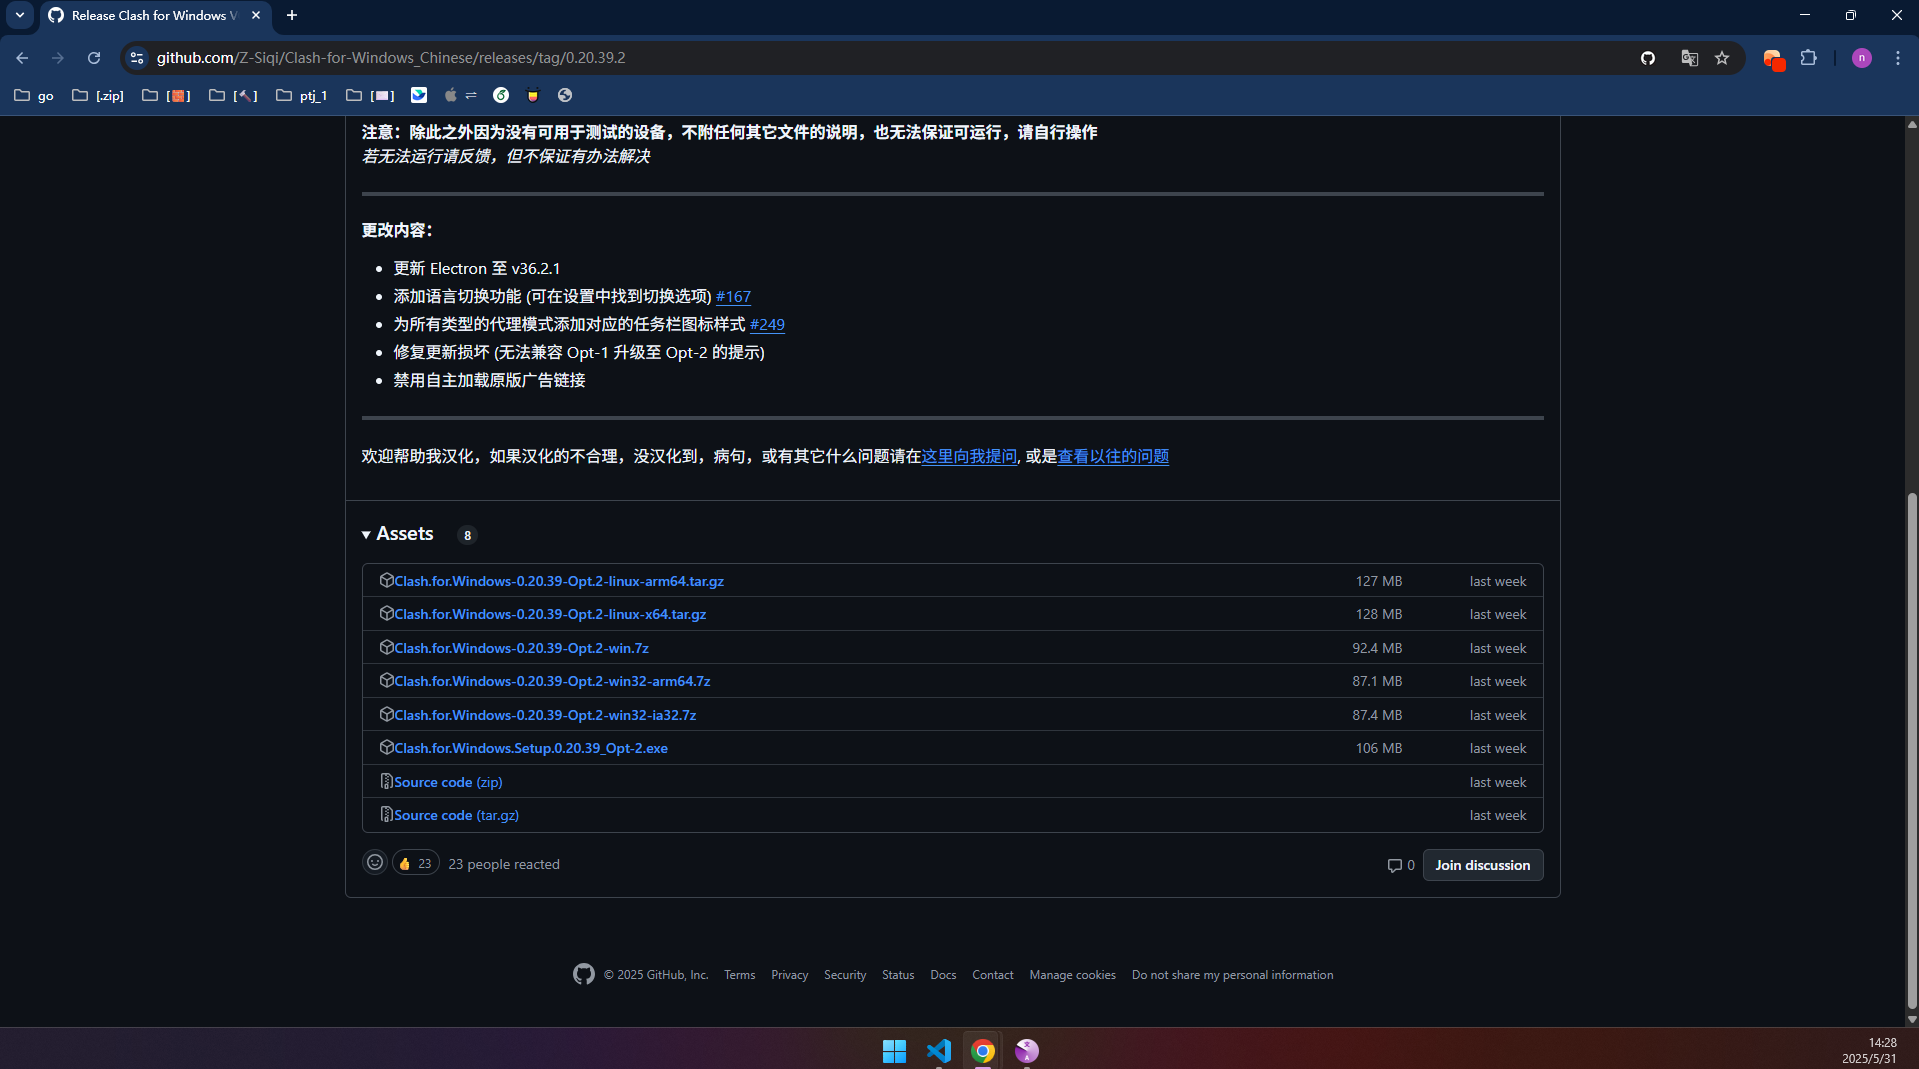 Release Clash for Windows V
github.com/Z-Siqi/Clash-for-Windows_Chinese/releases/tag/0.20.39.2
n
go
[.zip]
ptj_1
注意：除此之外因为没有可用于测试的设备，不附任何其它文件的说明，也无法保证可运行，请自行操作
若无法运行请反馈，但不保证有办法解决
更改内容：
更新 Electron 至 v36.2.1
添加语言切换功能 (可在设置中找到切换选项) #167
为所有类型的代理模式添加对应的任务栏图标样式 #249
修复更新损坏 (无法兼容 Opt-1 升级至 Opt-2 的提示)
禁用自主加载原版广告链接
欢迎帮助我汉化，如果汉化的不合理，没汉化到，病句，或有其它什么问题请在这里向我提问, 或是查看以往的问题
Assets 8
Clash.for.Windows-0.20.39-Opt.2-linux-arm64.tar.gz 127 MB last week
Clash.for.Windows-0.20.39-Opt.2-linux-x64.tar.gz 128 MB last week
Clash.for.Windows-0.20.39-Opt.2-win.7z 92.4 MB last week
Clash.for.Windows-0.20.39-Opt.2-win32-arm64.7z 87.1 MB last week
Clash.for.Windows-0.20.39-Opt.2-win32-ia32.7z 87.4 MB last week
Clash.for.Windows.Setup.0.20.39_Opt-2.exe 106 MB last week
Source code (zip) last week
Source code (tar.gz) last week
23 23 people reacted 0 Join discussion
© 2025 GitHub, Inc. Terms Privacy Security Status Docs Contact Manage cookies Do not share my personal information
14:28
2025/5/31